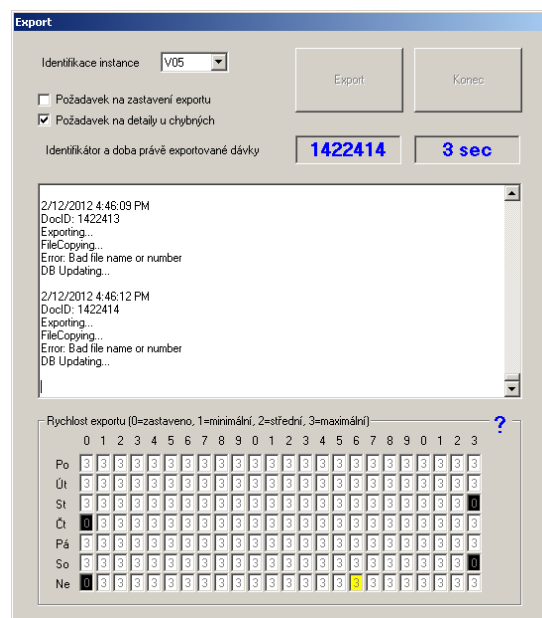 Export
Identifikace instance V05
Export Konec
Požadavek na zastavení exportu
Požadavek na detaily u chybných
Identifikátor a doba právě exportované dávky 1422414 3 sec
2/12/2012 4:46:09 PM
DocID: 1422413
Exporting...
FileCopying...
Error: Bad file name or number
DB Updating...
2/12/2012 4:46:12 PM
DocID: 1422414
Exporting...
FileCopying...
Error: Bad file name or number
DB Updating...
Rychlost exportu (0=zastaveno, 1=minimální, 2=střední, 3=maximální) ?
0 1 2 3 4 5 6 7 8 9 0 1 2 3 4 5 6 7 8 9 0 1 2 3
Po 3 3 3 3 3 3 3 3 3 3 3 3 3 3 3 3 3 3 3 3 3 3 3 3
Út 3 3 3 3 3 3 3 3 3 3 3 3 3 3 3 3 3 3 3 3 3 3 3 3
St 3 3 3 3 3 3 3 3 3 3 3 3 3 3 3 3 3 3 3 3 3 3 3 0
Čt 0 3 3 3 3 3 3 3 3 3 3 3 3 3 3 3 3 3 3 3 3 3 3 3
Pá 3 3 3 3 3 3 3 3 3 3 3 3 3 3 3 3 3 3 3 3 3 3 3 3
So 3 3 3 3 3 3 3 3 3 3 3 3 3 3 3 3 3 3 3 3 3 3 3 0
Ne 0 3 3 3 3 3 3 3 3 3 3 3 3 3 3 3 3 3 3 3 3 3 3 3